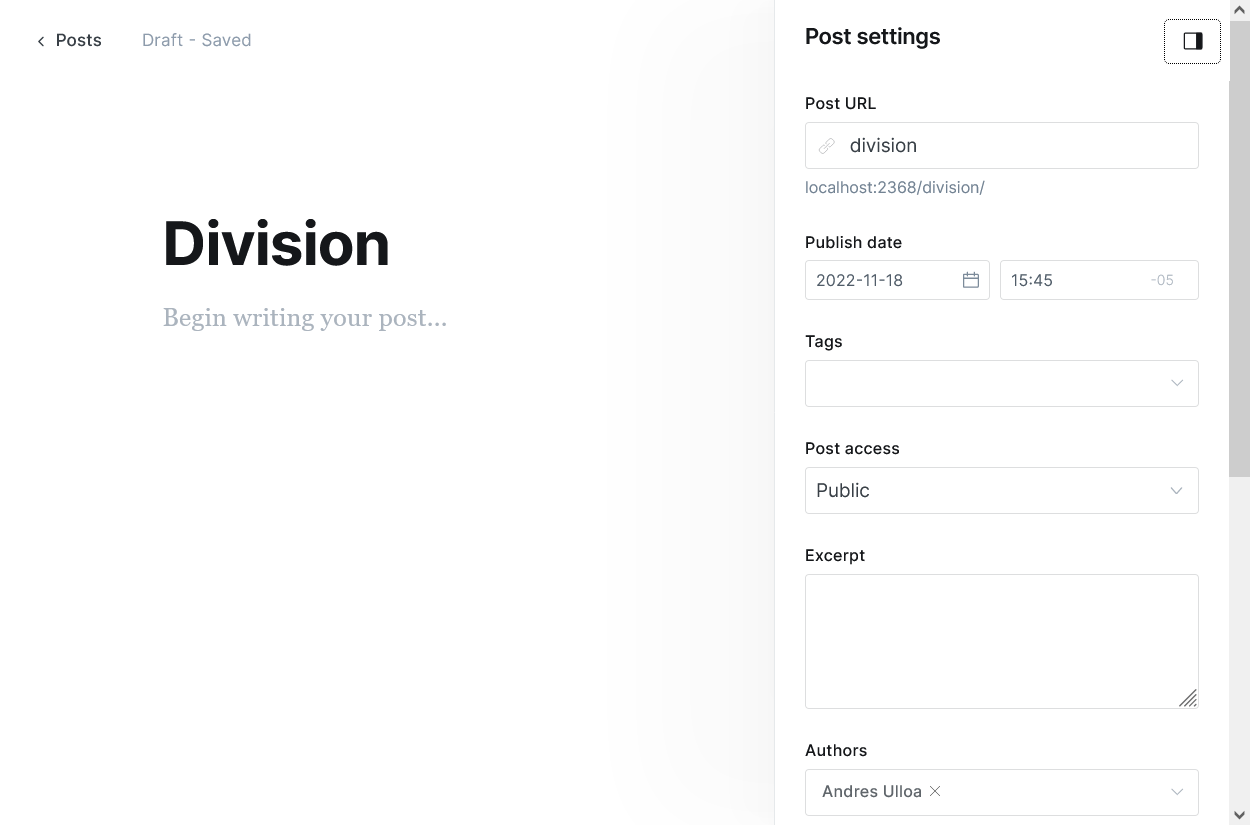 Posts
Draft - Saved
Division
Begin writing your post...
Post settings
Post URL
division
localhost:2368/division/
Publish date
2022-11-18
15:45
-05
Tags
Post access
Public
Excerpt
Authors
Andres Ulloa